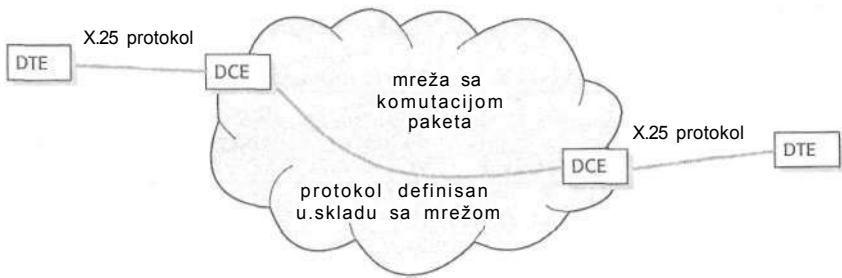 X.25 protokol
DTE
DCE
mreža sa
komutacijom
paketa
X.25 protokol
DCE
DTE
protokol definisan
u.skladu sa mrežom